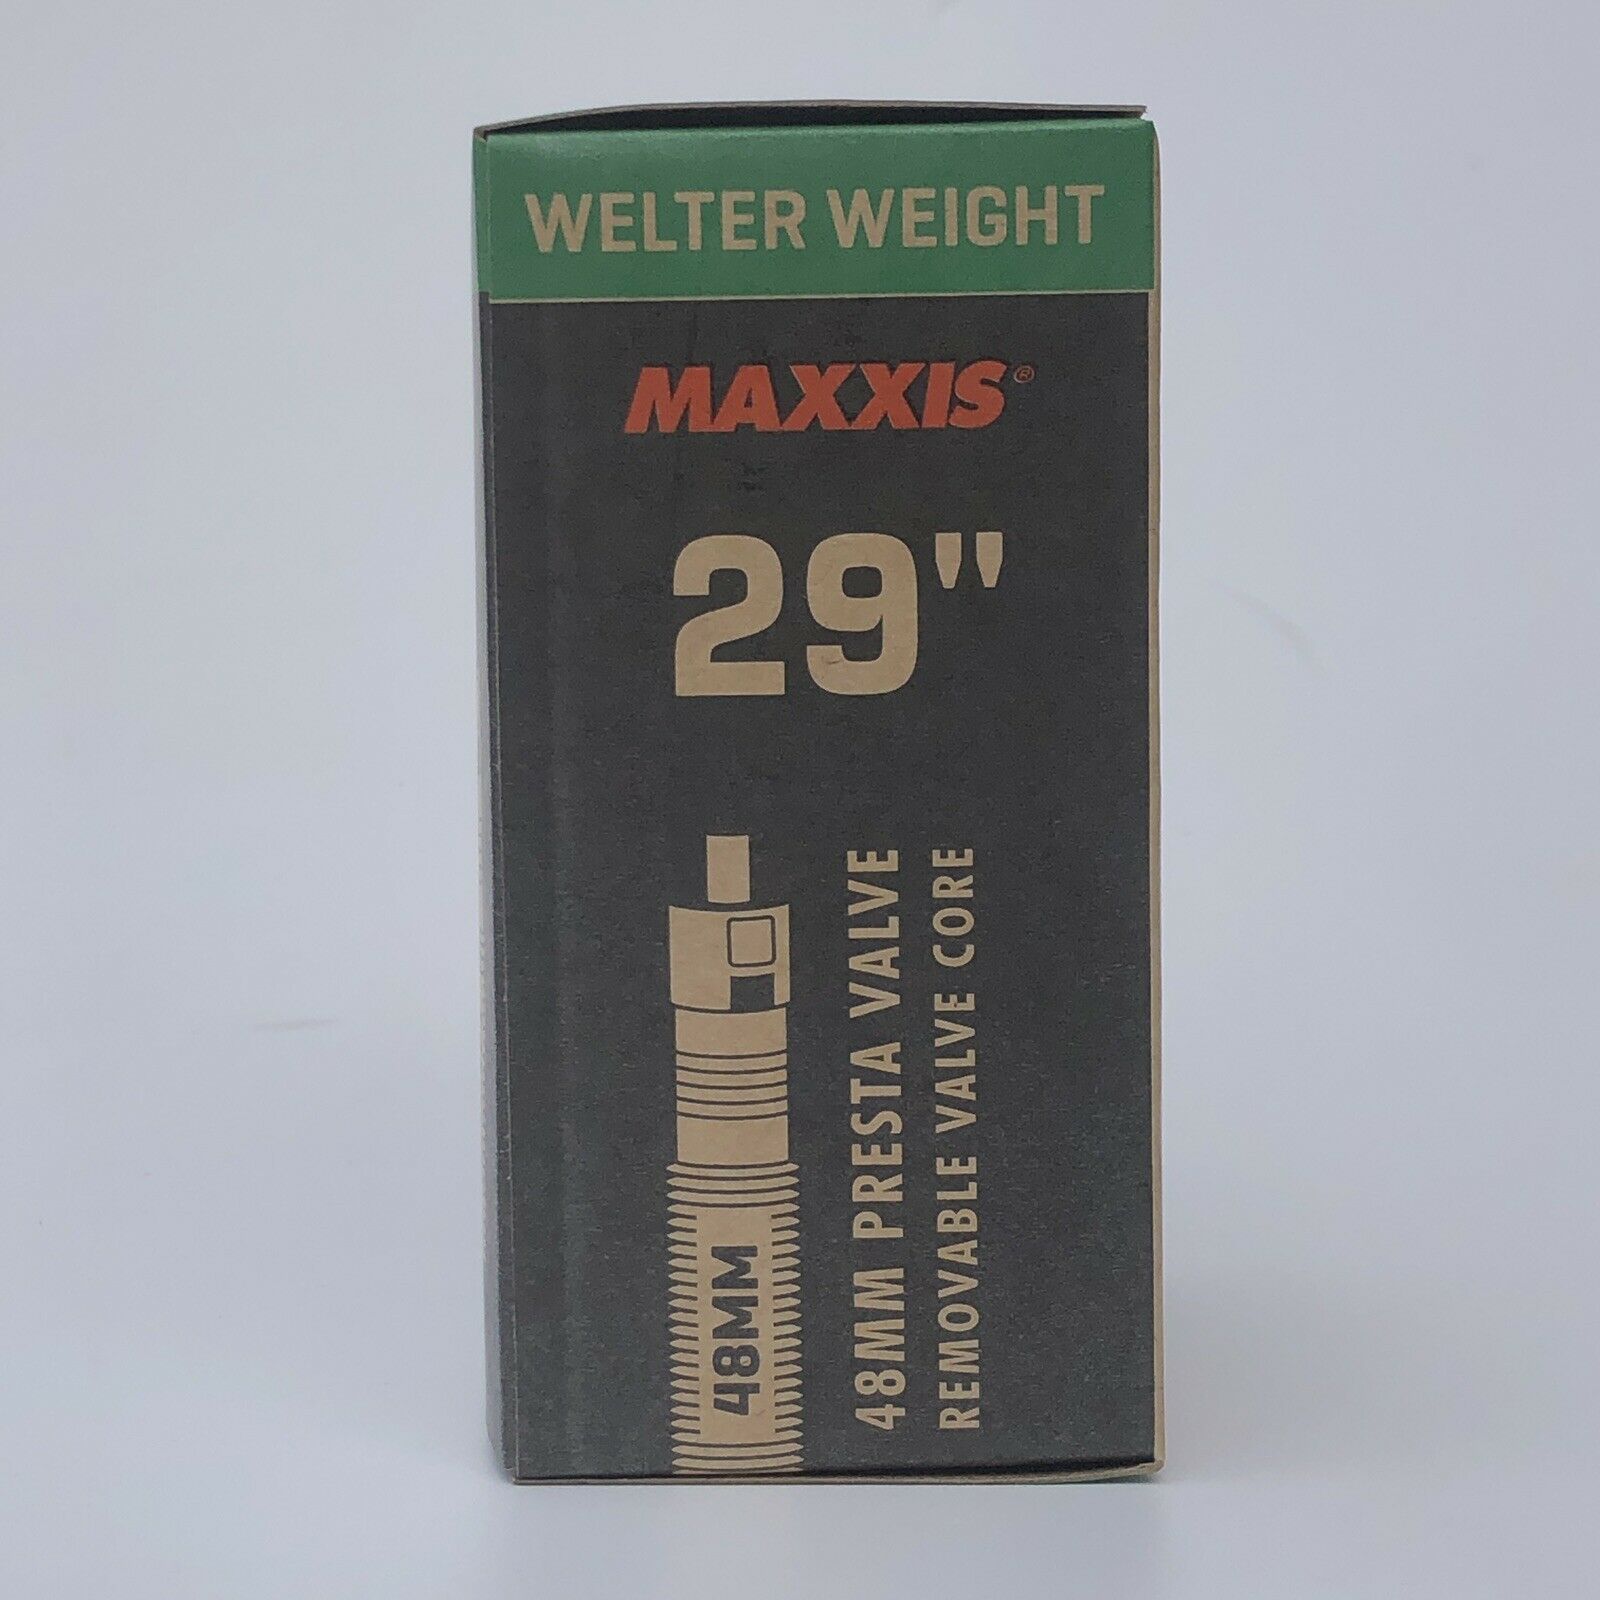 WELTER WEIGHT
MAXXIS®
29"
48MM
48MM PRESTA VALVE
REMOVABLE VALVE CORE